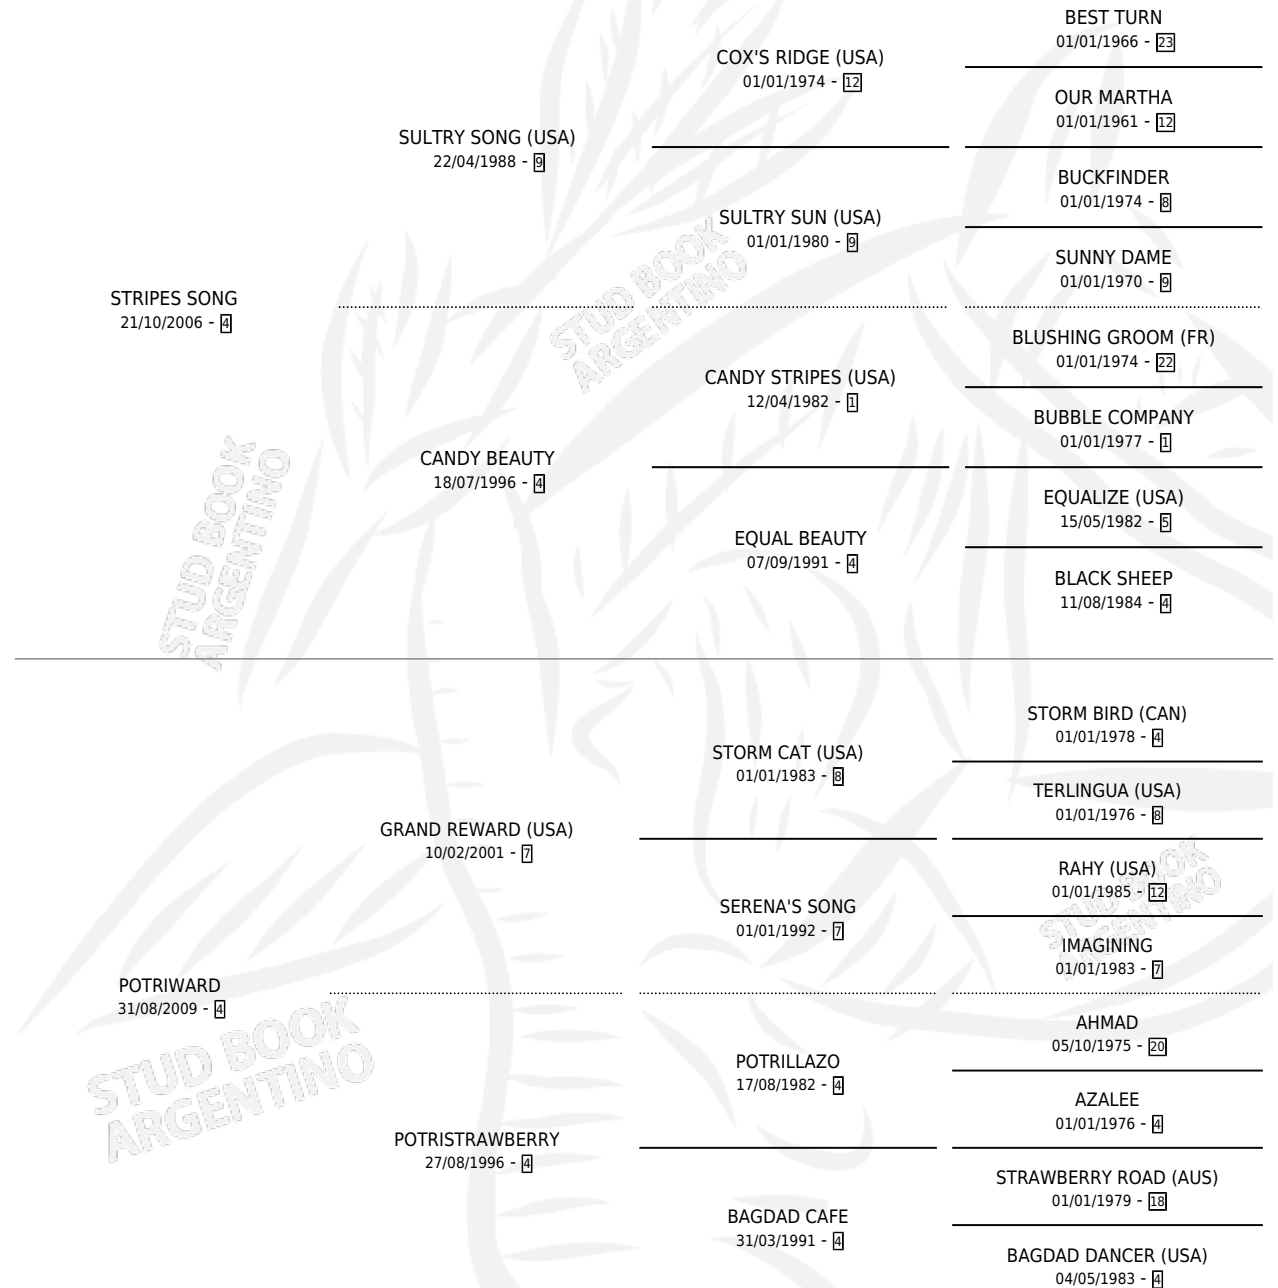 BEST TURN
01/01/1966 - 23
COX'S RIDGE (USA)
01/01/1974 - 12
OUR MARTHA
01/01/1961 - 12
SULTRY SONG (USA)
22/04/1988 - 9
BUCKFINDER
01/01/1974 - 8
SULTRY SUN (USA)
01/01/1980 - 9
SUNNY DAME
01/01/1970 - 9
STRIPES SONG
21/10/2006 - 4
BLUSHING GROOM (FR)
01/01/1974 - 22
CANDY STRIPES (USA)
12/04/1982 - 1
BUBBLE COMPANY
01/01/1977 - 1
CANDY BEAUTY
18/07/1996 - 4
EQUALIZE (USA)
15/05/1982 - 5
EQUAL BEAUTY
07/09/1991 - 4
BLACK SHEEP
11/08/1984 - 4
STUD BOOK
ARGENTINO
STUD BOOK
ARGENTINO
STORM BIRD (CAN)
01/01/1978 - 4
STORM CAT (USA)
01/01/1983 - 8
TERLINGUA (USA)
01/01/1976 - 8
GRAND REWARD (USA)
10/02/2001 - 7
RAHY (USA)
01/01/1985 - 12
SERENA'S SONG
01/01/1992 - 7
IMAGINING
01/01/1983 - 7
POTRIWARD
31/08/2009 - 4
AHMAD
05/10/1975 - 20
POTRILLAZO
17/08/1982 - 4
AZALEE
01/01/1976 - 4
POTRISTRAWBERRY
27/08/1996 - 4
STRAWBERRY ROAD (AUS)
01/01/1979 - 18
BAGDAD CAFE
31/03/1991 - 4
BAGDAD DANCER (USA)
04/05/1983 - 4
STUD BOOK
ARGENTINO
STUD BOOK
ARGENTINO